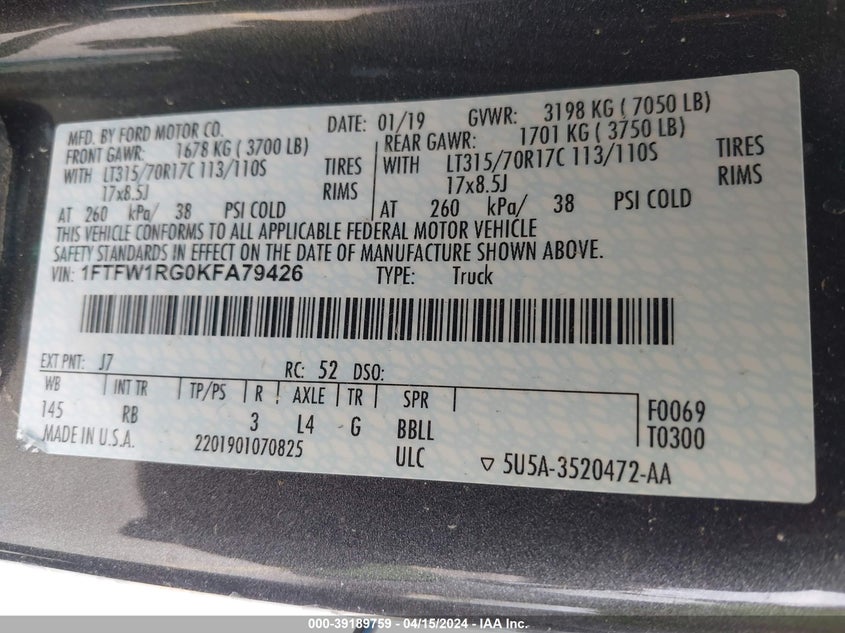 MFD. BY FORD MOTOR CO. DATE: 01/19 GVWR: 3198 KG ( 7050 LB)
FRONT GAWR: 1678 KG ( 3700 LB) REAR GAWR: 1701 KG ( 3750 LB)
WITH LT315/70R17C 113/110S TIRES WITH LT315/70R17C 113/110S TIRES
17x8.5J RIMS 17x8.5J RIMS
AT 260 kPa/ 38 PSI COLD AT 260 kPa/ 38 PSI COLD
THIS VEHICLE CONFORMS TO ALL APPLICABLE FEDERAL MOTOR VEHICLE
SAFETY STANDARDS IN EFFECT ON THE DATE OF MANUFACTURE SHOWN ABOVE.
VIN: 1FTFW1RG0KFA79426 TYPE: Truck
EXT PNT: J7 RC: 52 DSO:
WB INT TR TP/PS R AXLE TR SPR
145 RB 3 L4 G BBLL F0069
MADE IN U.S.A. 2201901070825 ULC T0300
▽ 5U5A-3520472-AA
000-39189759 - 04/15/2024 - IAA Inc.